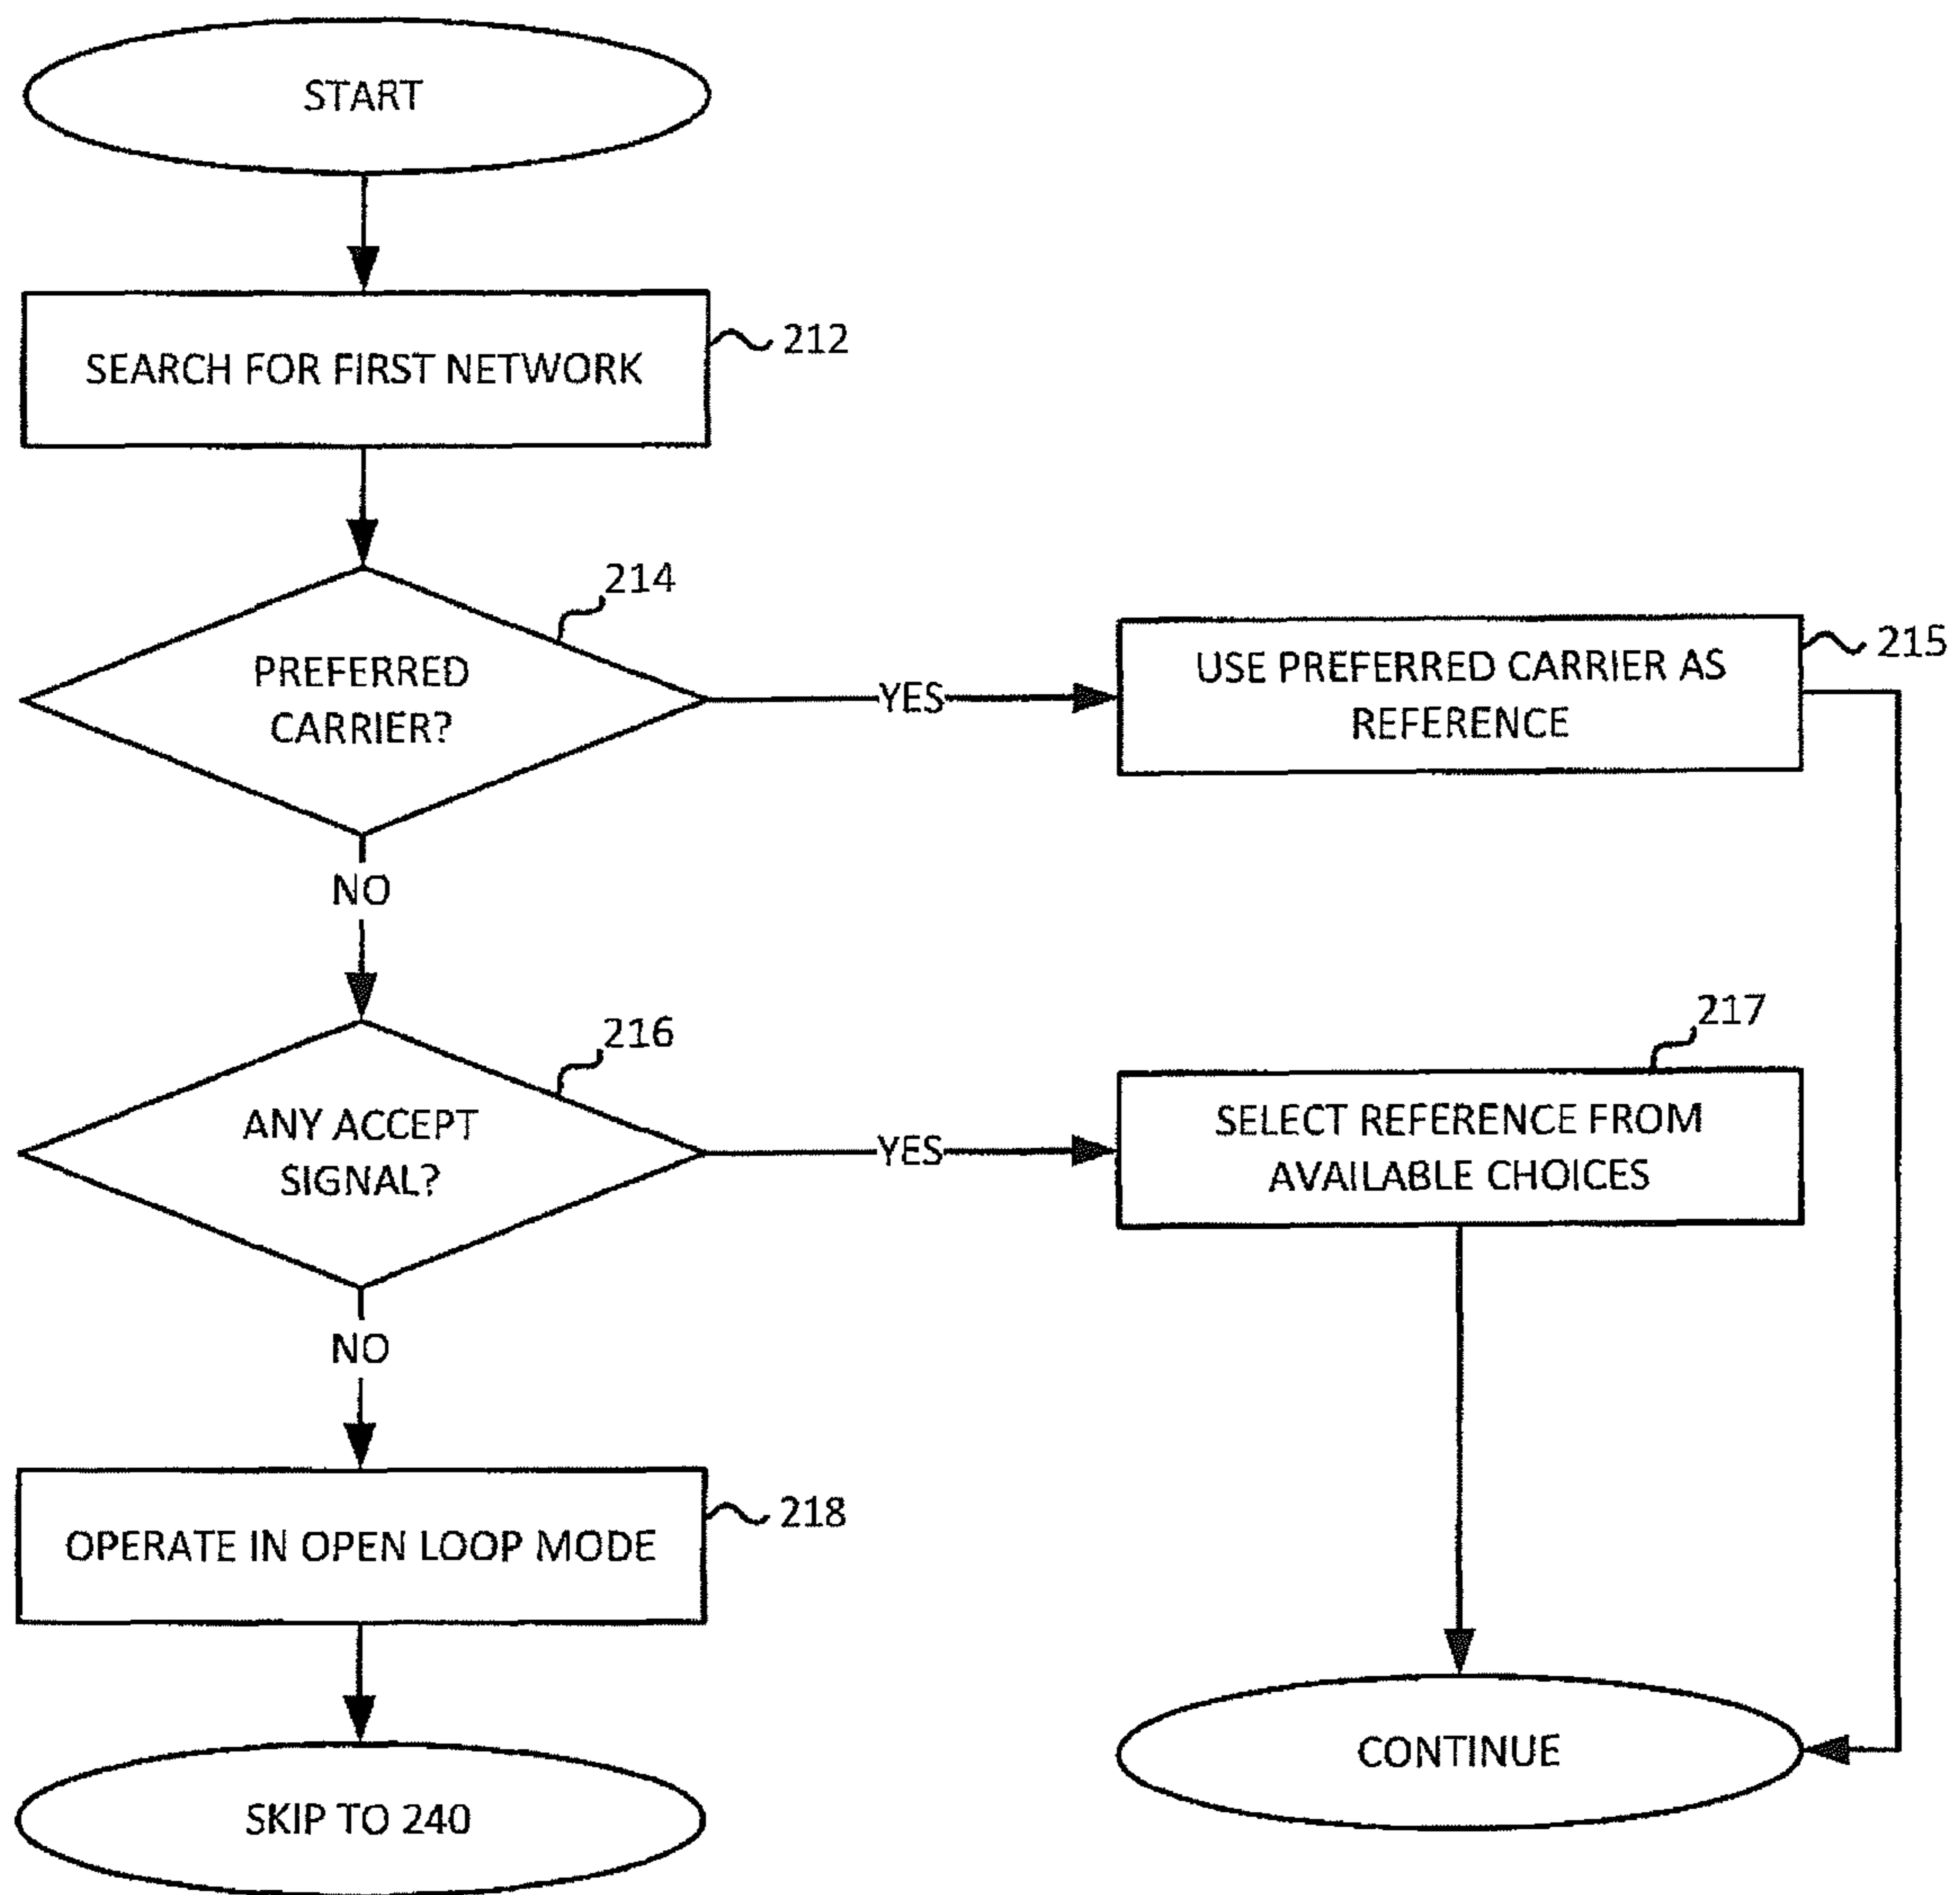 START
SEARCH FOR FIRST NETWORK
212
PREFERRED
CARRIER?
214
YES
USE PREFERRED CARRIER AS
REFERENCE
215
NO
ANY ACCEPT
SIGNAL?
216
YES
SELECT REFERENCE FROM
AVAILABLE CHOICES
217
NO
OPERATE IN OPEN LOOP MODE
218
SKIP TO 240
CONTINUE